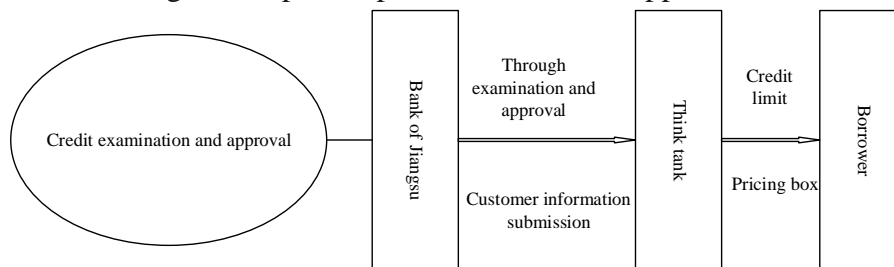 Credit examination and approval
Bank of Jiangsu
Through
examination and
approval
Customer information
submission
Think tank
Credit
limit
Pricing box
Borrower